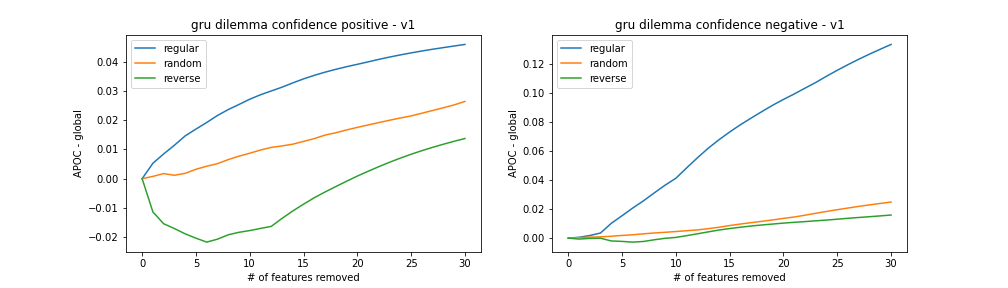 gru dilemma confidence positive - v1
regular
random
reverse
APOC - global
0.04
0.03
0.02
0.01
0.00
−0.01
−0.02
0 5 10 15 20 25 30
# of features removed
gru dilemma confidence negative - v1
regular
random
reverse
APOC - global
0.12
0.10
0.08
0.06
0.04
0.02
0.00
0 5 10 15 20 25 30
# of features removed